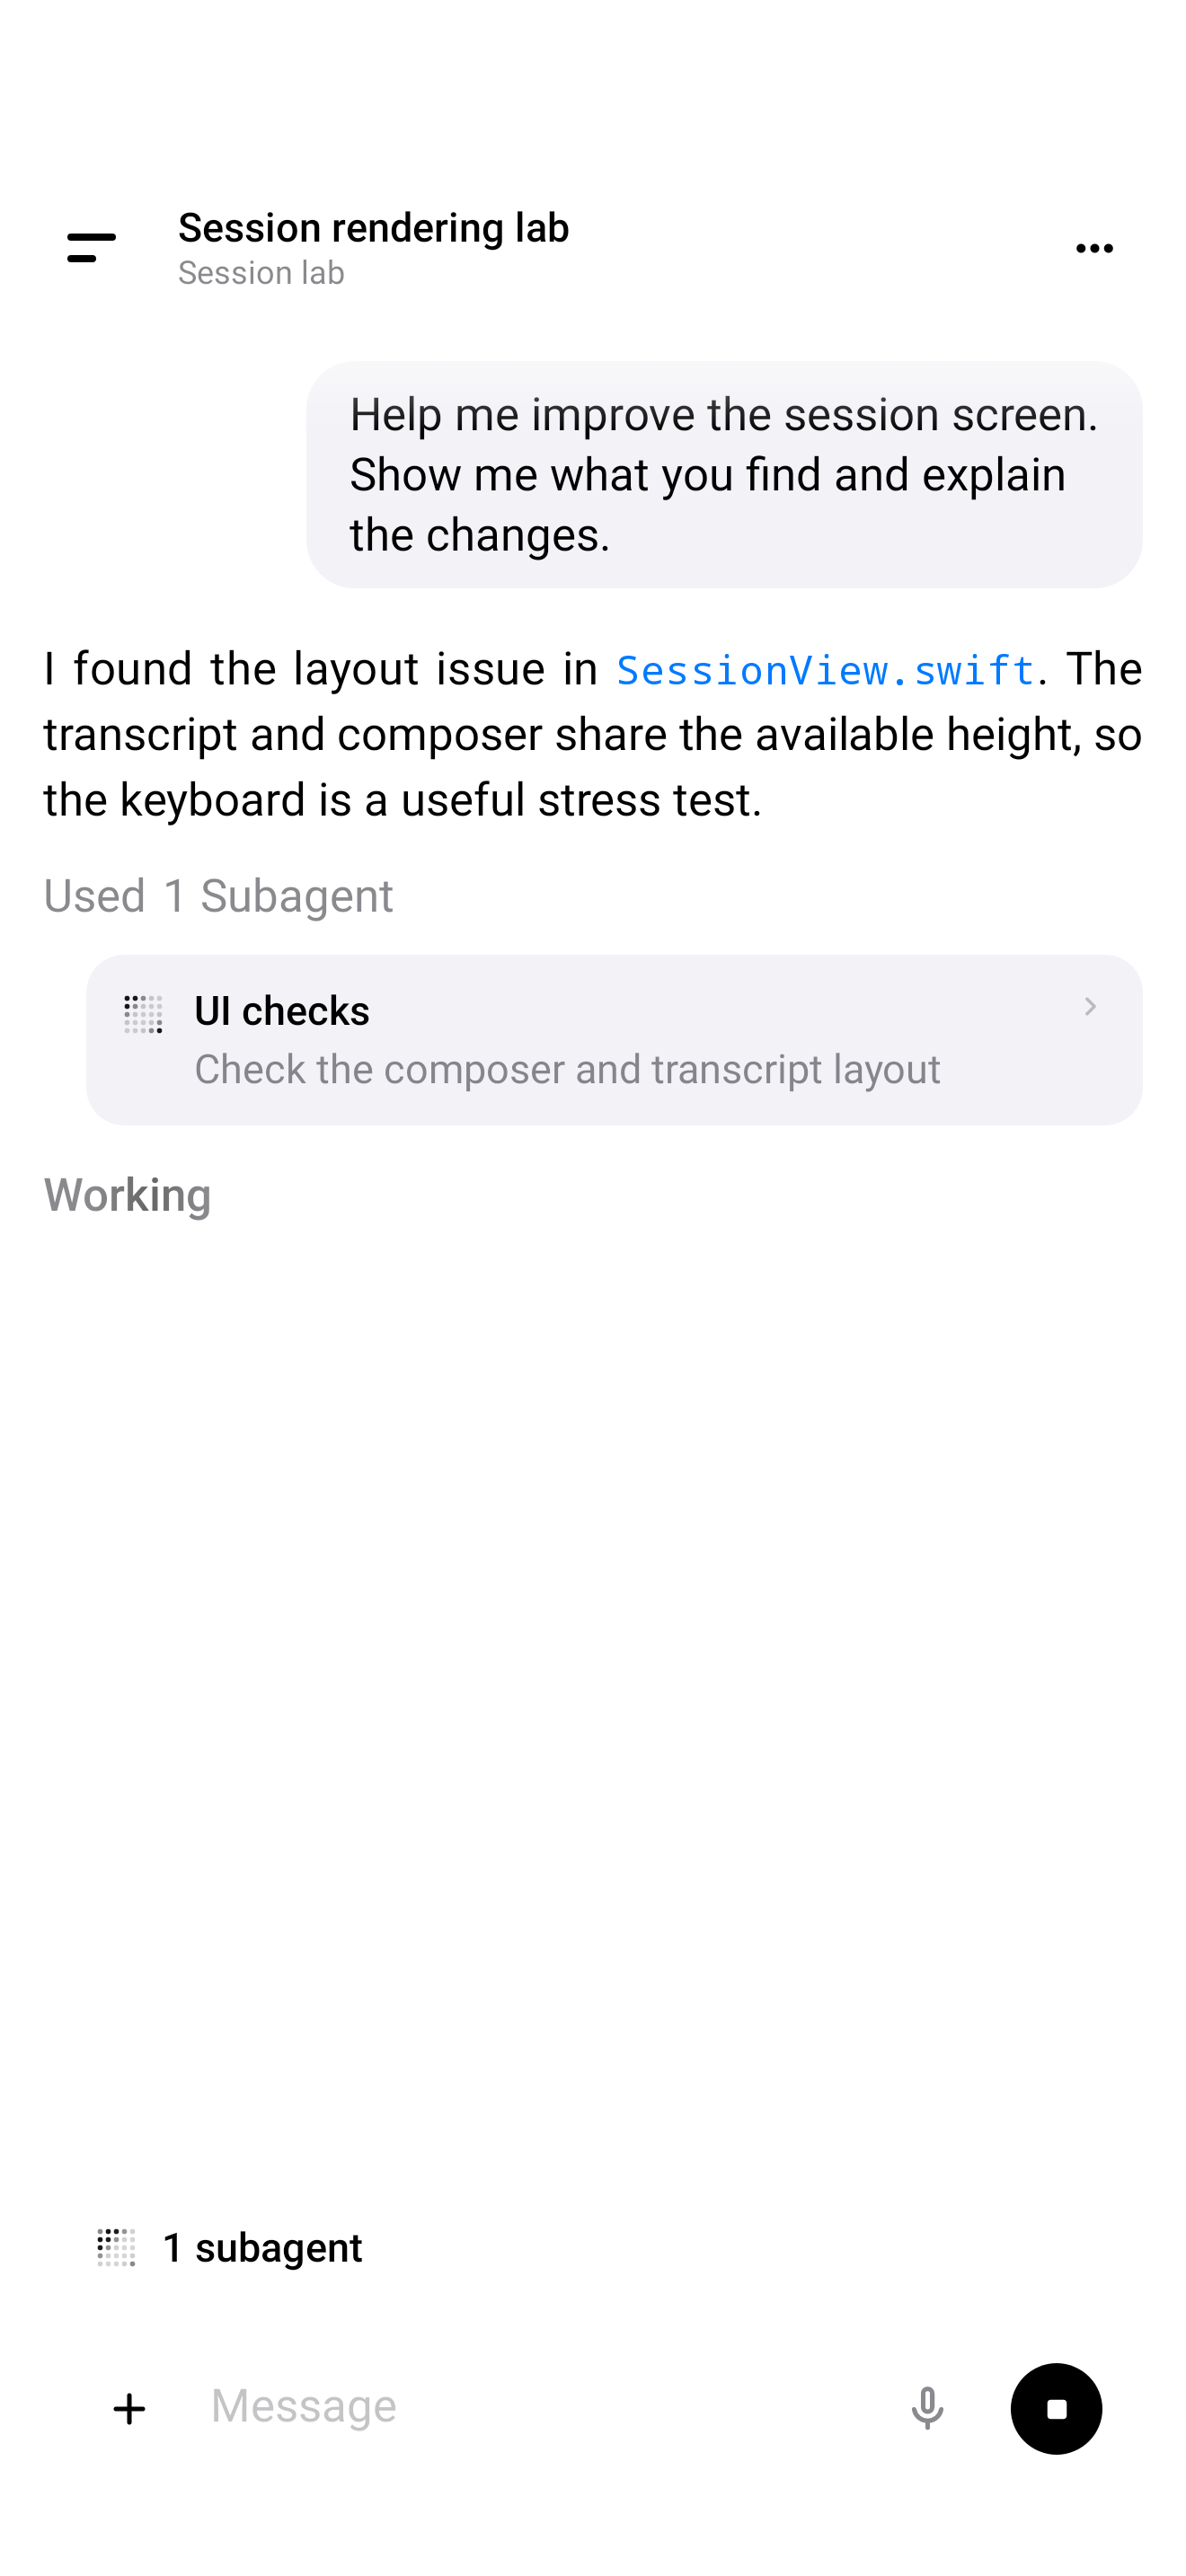 Session rendering lab
Session lab
Help me improve the session screen.
Show me what you find and explain
the changes.
I found the layout issue in SessionView.swift. The
transcript and composer share the available height, so
the keyboard is a useful stress test.
Used 1 Subagent
UI checks
Check the composer and transcript layout
Working
1 subagent
Message